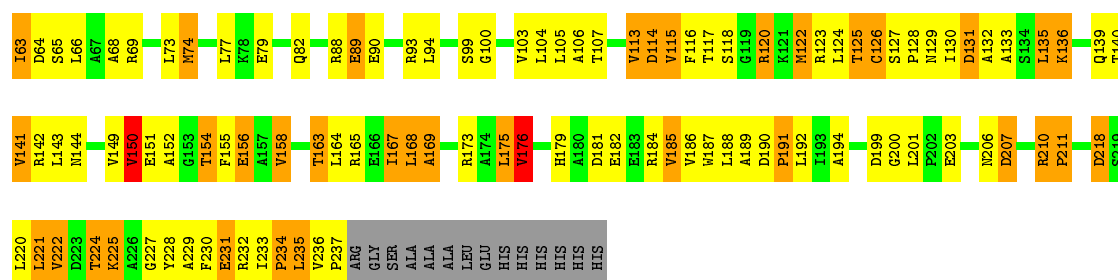 I63 D64 S65 L66 A67 A68 R69 L73 M74 L77 K78 E79 Q82 R88 E89 E90 R93 L94 S99 G100 V103 L104 L105 A106 T107 V113 D114 V115 F116 T117 S118 G119 R120 K121 M122 R123 L124 T125 C126 S127 P128 N129 I130 D131 A132 A133 S134 L135 K136 Q139 T140
V141 R142 L143 N144 V149 V150 E151 A152 G153 T154 F155 E156 A157 V158 T163 L164 R165 E166 I167 L168 A169 R173 A174 L175 V176 H179 A180 D181 E182 E183 R184 V185 V186 W187 L188 A189 D190 P191 L192 I193 A194 D199 G200 L201 P202 E203 N206 D207 R210 P211 D218 S219
L220 L221 V222 D223 T224 K225 A226 G227 Y228 A229 F230 E231 R232 I233 P234 L235 V236 P237 ARG GLY SER ALA ALA ALA LEU GLU HIS HIS HIS HIS HIS HIS